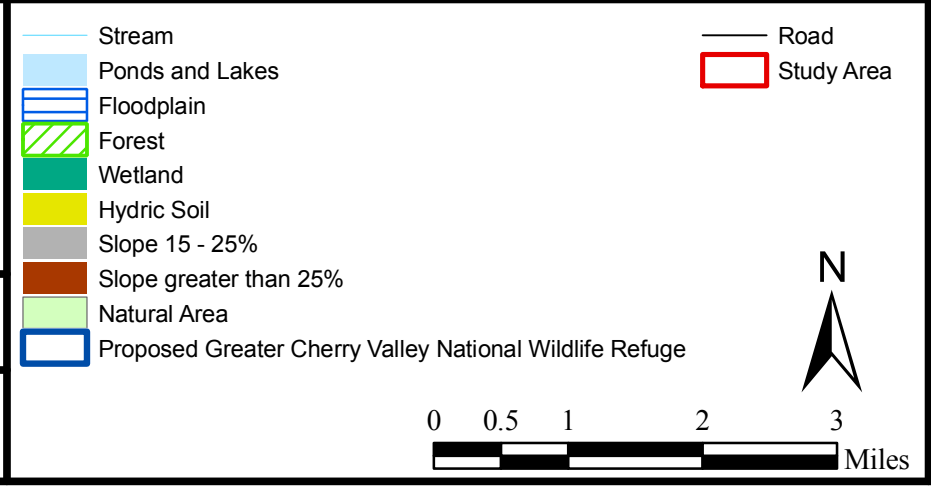 Stream
Ponds and Lakes
Floodplain
Forest
Wetland
Hydric Soil
Slope 15 - 25%
Slope greater than 25%
Natural Area
Proposed Greater Cherry Valley National Wildlife Refuge
Road
Study Area
N
0 0.5 1 2 3
Miles